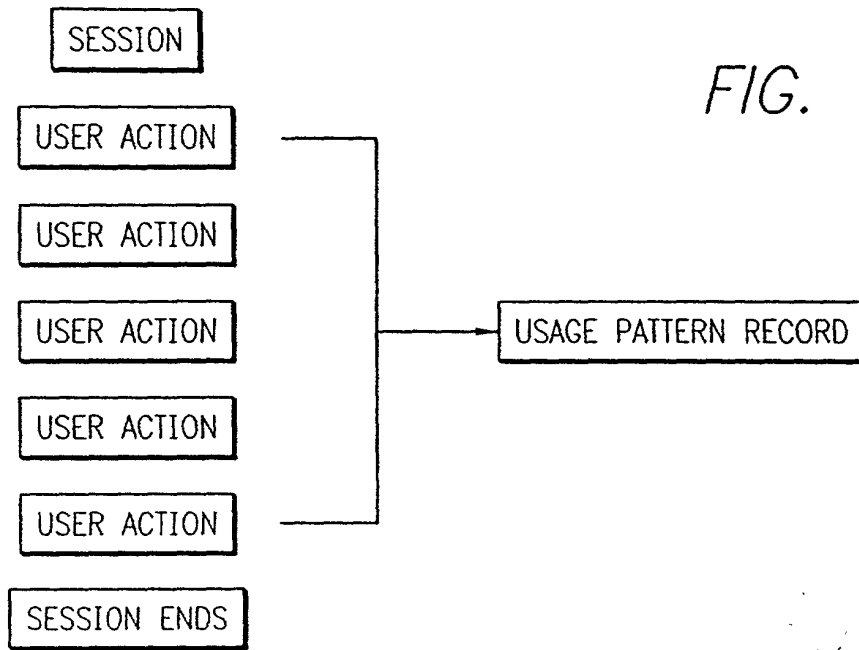 SESSION
FIG.
USER ACTION
USER ACTION
USER ACTION
USAGE PATTERN RECORD
USER ACTION
USER ACTION
SESSION ENDS